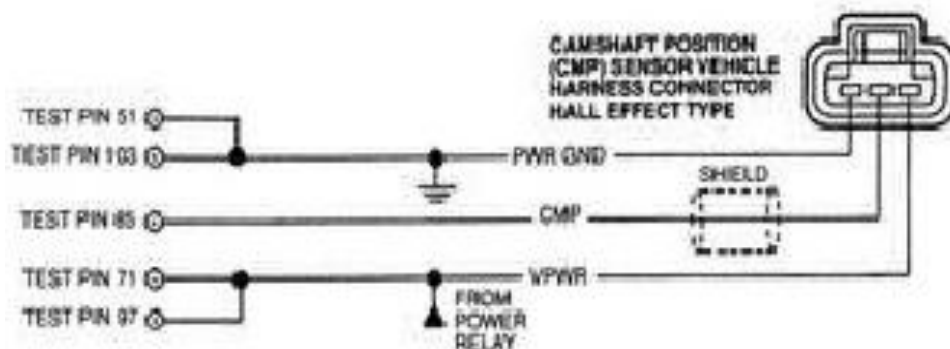 CAMSHAFT POSITION
(CMP) SENSOR VEHICLE
HARNESS CONNECTOR
HALL EFFECT TYPE
TEST PIN 51
TEST PIN 103
PWR GND
SHIELD
TEST PIN 85
CMP
TEST PIN 71
VPWR
TEST PIN 97
FROM
POWER
RELAY